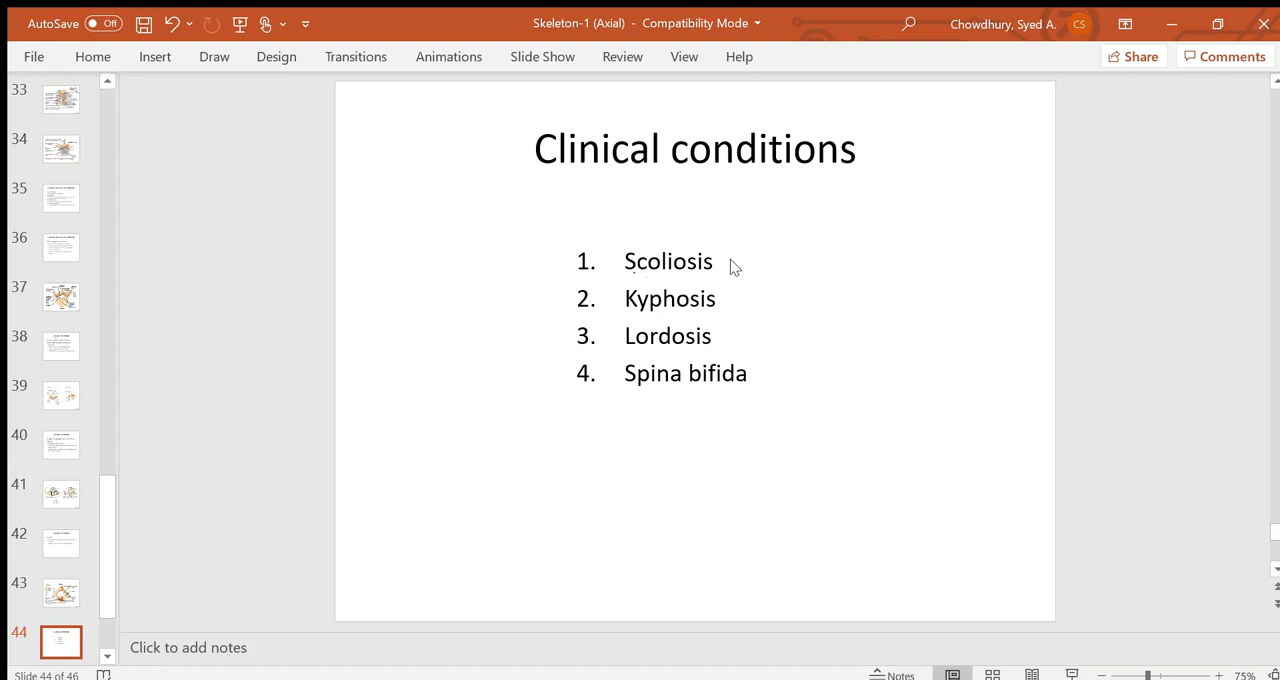 AutoSave Off Skeleton-1 (Axial) - Compatibility Mode Chowdhury, Syed A. CS
File Home Insert Draw Design Transitions Animations Slide Show Review View Help Share Comments
33
34
35
36
37
38
39
40
41
42
43
44
Clinical conditions
1. Scoliosis
2. Kyphosis
3. Lordosis
4. Spina bifida
Click to add notes
Slide 44 of 46 Notes 75%